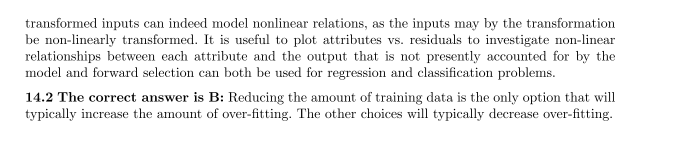 transformed inputs can indeed model nonlinear relations, as the inputs may by the transformation
be non-linearly transformed. It is useful to plot attributes vs. residuals to investigate non-linear
relationships between each attribute and the output that is not presently accounted for by the
model and forward selection can both be used for regression and classification problems.
14.2 The correct answer is B: Reducing the amount of training data is the only option that will
typically increase the amount of over-fitting. The other choices will typically decrease over-fitting.